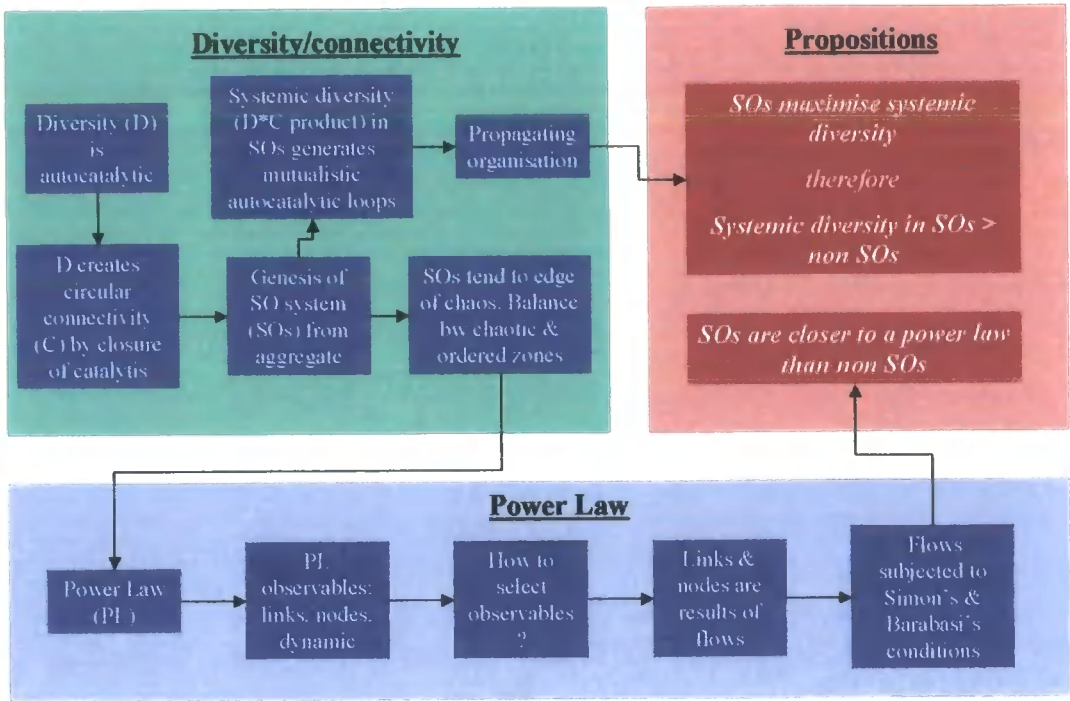 Diversity/connectivity
Diversity (D)
is
autocatalytic
Systemic diversity
(D*C product) in
SOs generates
mutualistic
autocatalytic loops
Propagating
organisation
D creates
circular
connectivity
(C) by closure
of catalytis
Genesis of
SO system
(SOs) from
aggregate
SOs tend to edge
of chaos. Balance
bw chaotic &
ordered zones
Propositions
SOs maximise systemic
diversity
therefore
Systemic diversity in SOs >
non SOs
SOs are closer to a power law
than non SOs
Power Law
Power Law
(PL)
PL
observables:
links, nodes,
dynamic
How to
select
observables
?
Links &
nodes are
results of
flows
Flows
subjected to
Simon's &
Barabasi's
conditions